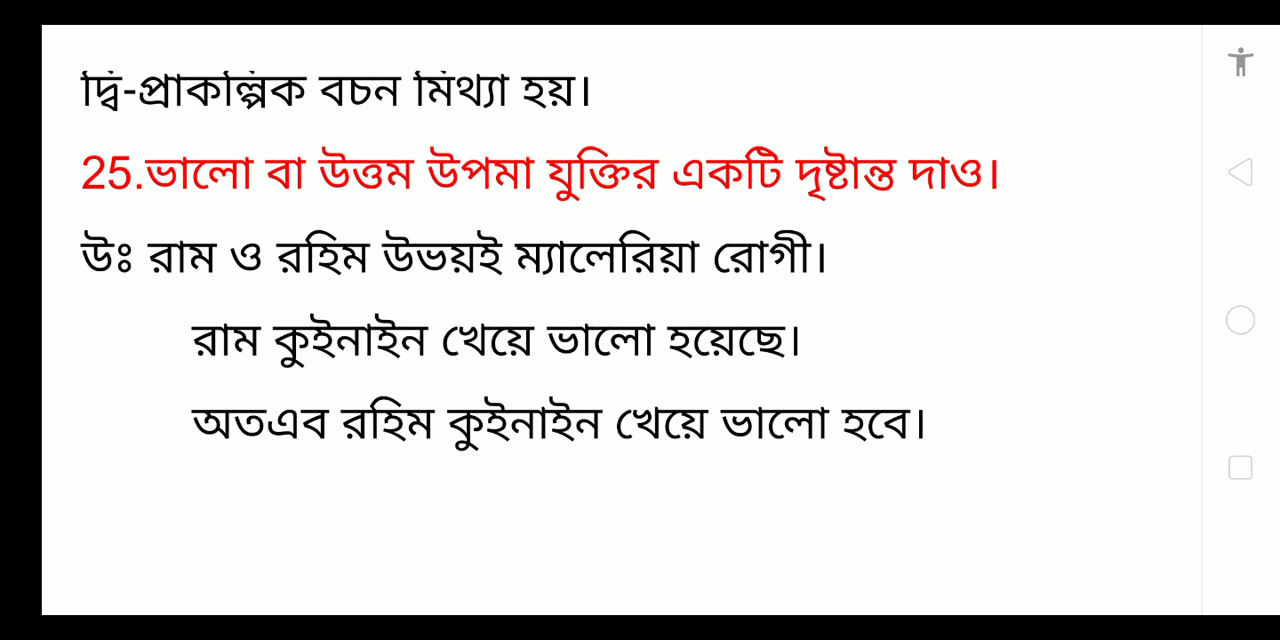 দ্বি-প্রাকল্পিক বচন মিথ্যা হয়।
25.ভালো বা উত্তম উপমা যুক্তির একটি দৃষ্টান্ত দাও।
উঃ রাম ও রহিম উভয়ই ম্যালেরিয়া রোগী।
রাম কুইনাইন খেয়ে ভালো হয়েছে।
অতএব রহিম কুইনাইন খেয়ে ভালো হবে।